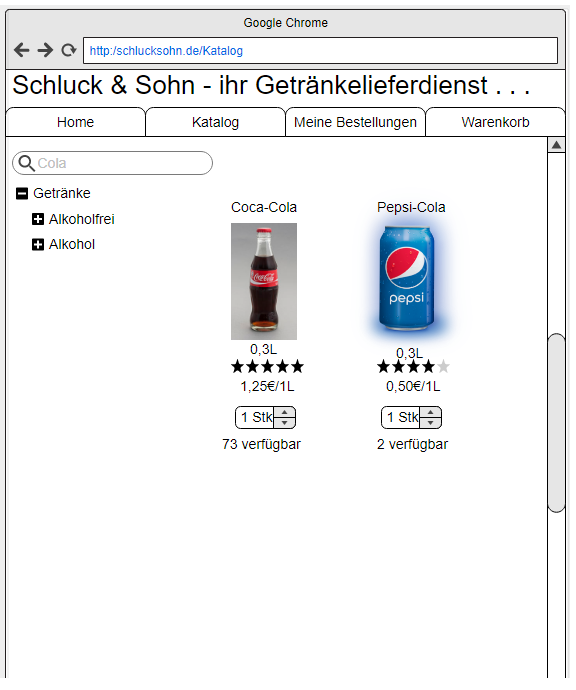 Google Chrome
http:/schlucksohn.de/Katalog
Schluck & Sohn - ihr Getränkelieferdienst . . .
Home Katalog Meine Bestellungen Warenkorb
Cola
Getränke
Alkoholfrei
Alkohol
Coca-Cola Pepsi-Cola
Coca-Cola
pepsi
0,3L 0,3L
1,25€/1L 0,50€/1L
1 Stk 1 Stk
73 verfügbar 2 verfügbar